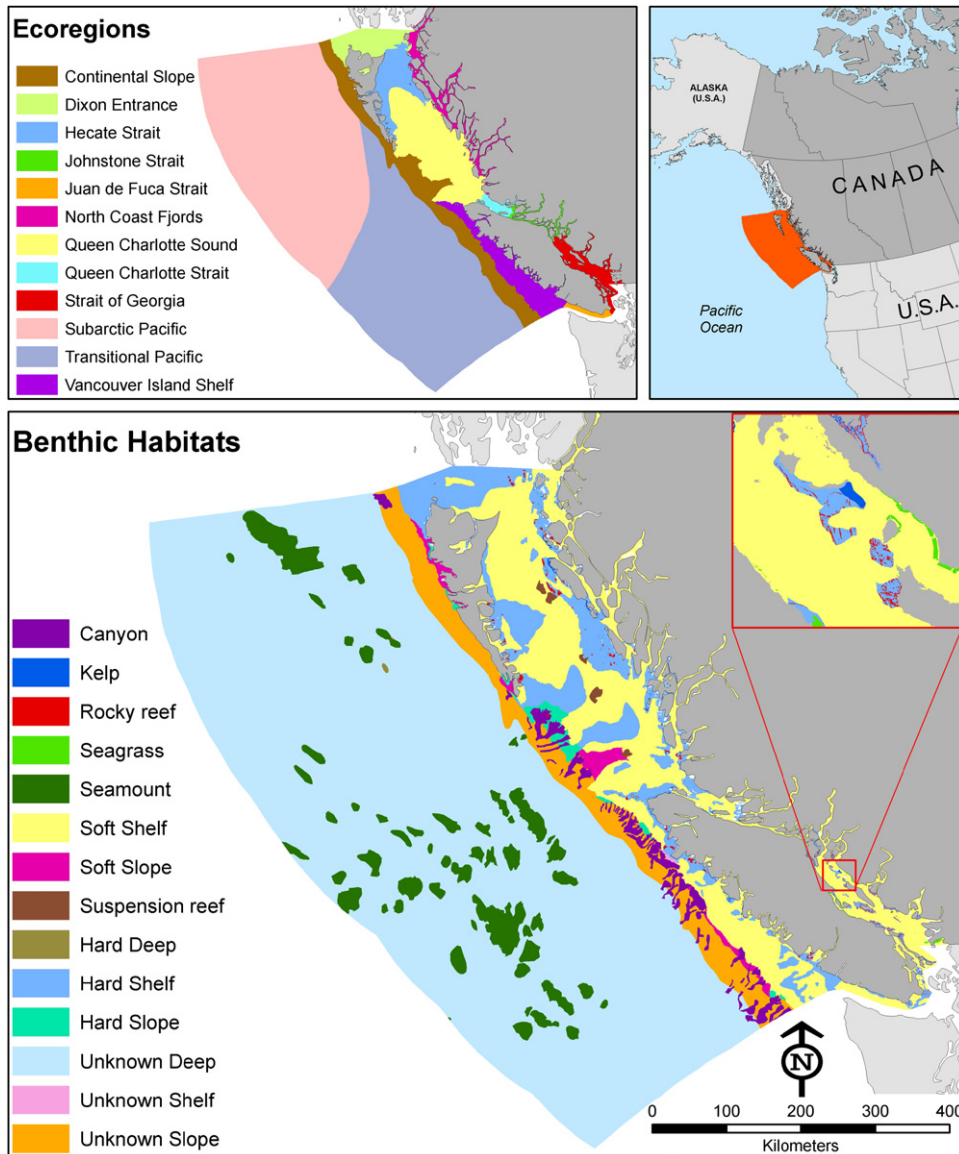 Ecoregions
Continental Slope
Dixon Entrance
Hecate Strait
Johnstone Strait
Juan de Fuca Strait
North Coast Fjords
Queen Charlotte Sound
Queen Charlotte Strait
Strait of Georgia
Subarctic Pacific
Transitional Pacific
Vancouver Island Shelf
ALASKA
(U.S.A.)
CANADA
Pacific
Ocean
U.S.A.
Benthic Habitats
Canyon
Kelp
Rocky reef
Seagrass
Seamount
Soft Shelf
Soft Slope
Suspension reef
Hard Deep
Hard Shelf
Hard Slope
Unknown Deep
Unknown Shelf
Unknown Slope
N
0 100 200 300 400
Kilometers